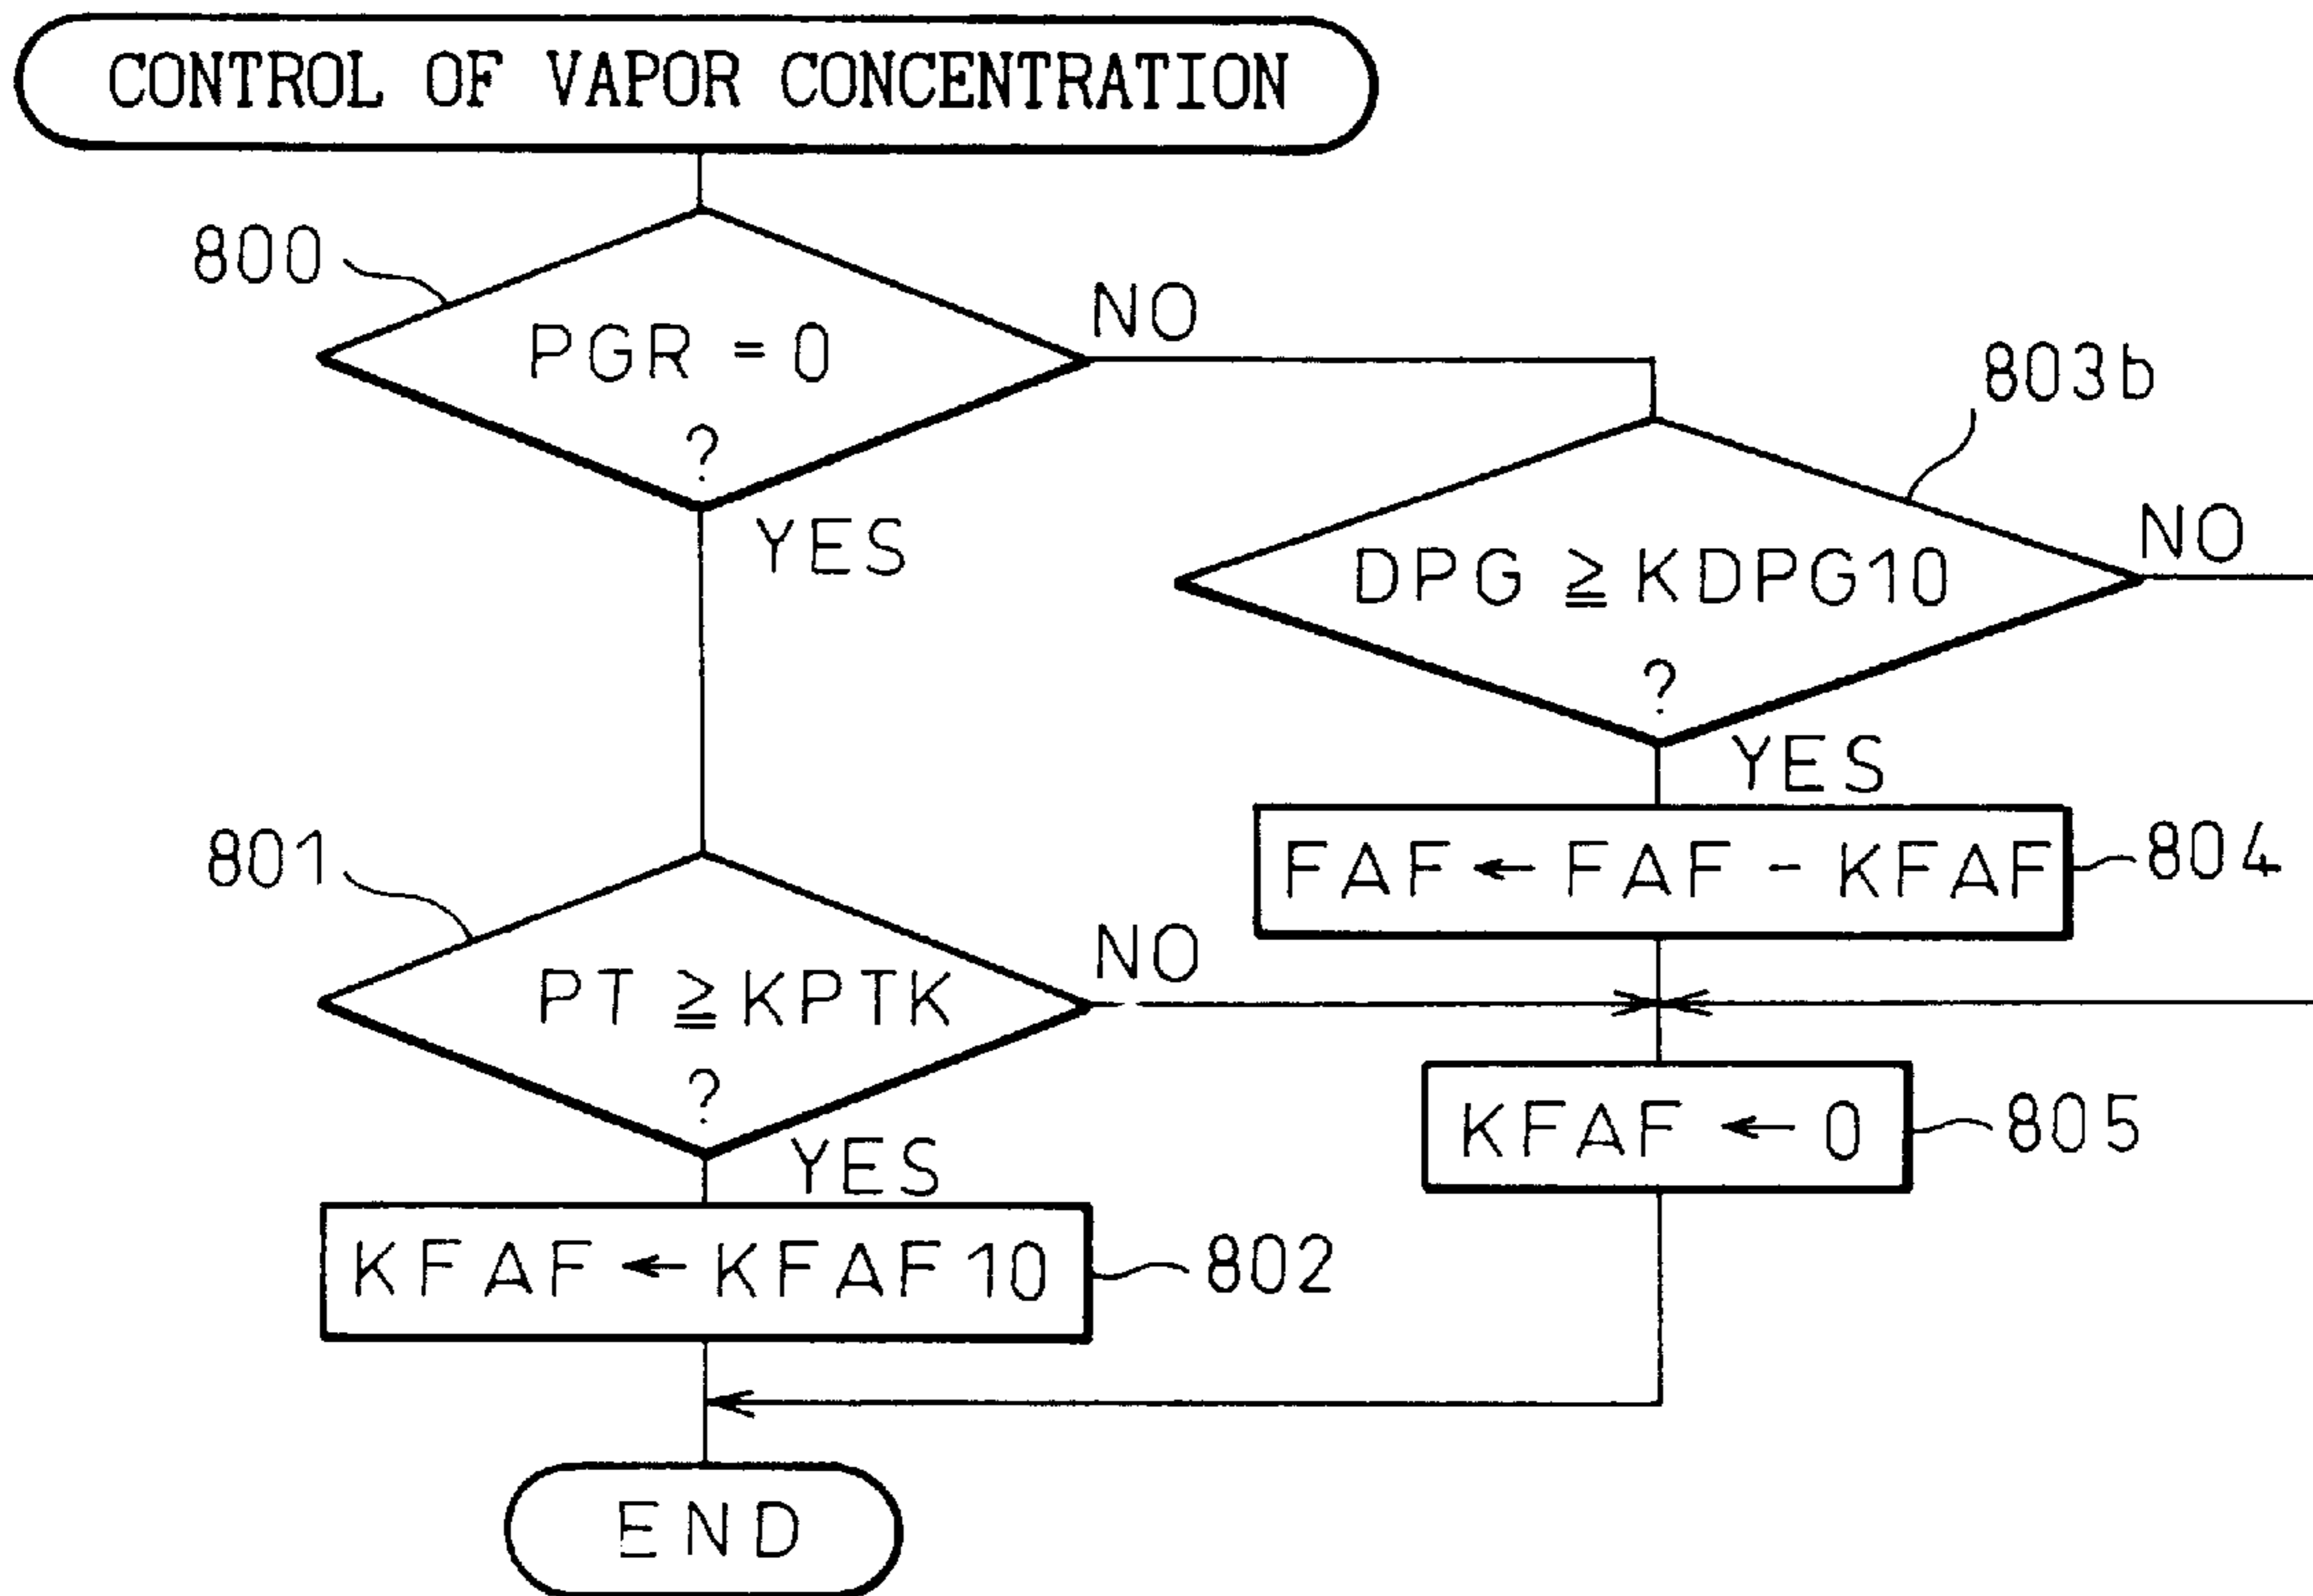 CONTROL OF VAPOR CONCENTRATION
800
PGR = 0
?
NO
YES
803b
DPG ≧ KDPG10
?
NO
YES
FAF ← FAF - KFAF
804
801
PT ≧ KPTK
?
NO
YES
KFAF ← 0
805
KFAF ← KFAF10
802
END